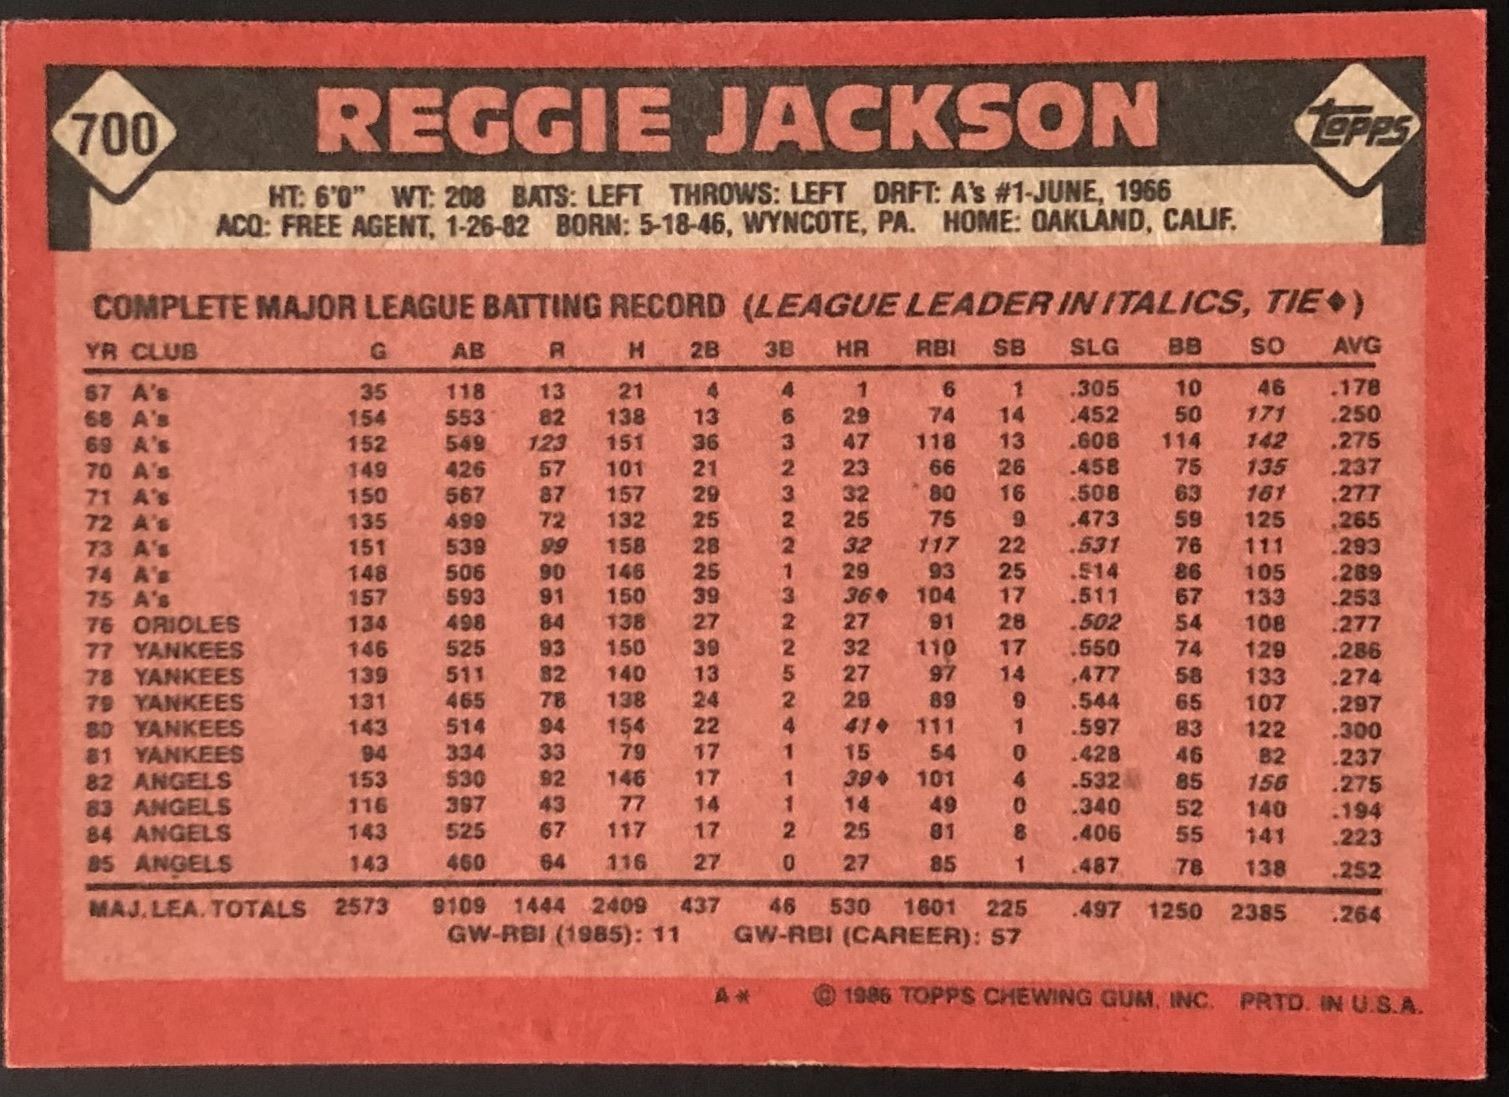 700 REGGIE JACKSON topps
HT: 6'0" WT: 208 BATS: LEFT THROWS: LEFT DRFT: A's #1-JUNE, 1966
ACQ: FREE AGENT, 1-26-82 BORN: 5-18-46, WYNCOTE, PA. HOME: OAKLAND, CALIF.
COMPLETE MAJOR LEAGUE BATTING RECORD (LEAGUE LEADER IN ITALICS, TIE♦)
YR CLUB G AB R H 2B 3B HR RBI SB SLG BB SO AVG
67 A's 35 118 13 21 4 4 1 6 1 .305 10 46 .178
68 A's 154 553 82 138 13 6 29 74 14 .452 50 171 .250
69 A's 152 549 123 151 36 3 47 118 13 .608 114 142 .275
70 A's 149 426 57 101 21 2 23 66 26 .458 75 135 .237
71 A's 150 567 87 157 29 3 32 80 16 .508 63 161 .277
72 A's 135 499 72 132 25 2 25 75 9 .473 59 125 .265
73 A's 151 539 99 158 28 2 32 117 22 .531 76 111 .293
74 A's 148 506 90 146 25 1 29 93 25 .514 86 105 .289
75 A's 157 593 91 150 39 3 36♦ 104 17 .511 67 133 .253
76 ORIOLES 134 498 84 138 27 2 27 91 28 .502 54 108 .277
77 YANKEES 146 525 93 150 39 2 32 110 17 .550 74 129 .286
78 YANKEES 139 511 82 140 13 5 27 97 14 .477 58 133 .274
79 YANKEES 131 465 78 138 24 2 29 89 9 .544 65 107 .297
80 YANKEES 143 514 94 154 22 4 41♦ 111 1 .597 83 122 .300
81 YANKEES 94 334 33 79 17 1 15 54 0 .428 46 82 .237
82 ANGELS 153 530 92 146 17 1 39♦ 101 4 .532 85 156 .275
83 ANGELS 116 397 43 77 14 1 14 49 0 .340 52 140 .194
84 ANGELS 143 525 67 117 17 2 25 81 8 .406 55 141 .223
85 ANGELS 143 460 64 116 27 0 27 85 1 .487 78 138 .252
MAJ. LEA. TOTALS 2573 9109 1444 2409 437 46 530 1601 225 .497 1250 2385 .264
GW-RBI (1985): 11 GW-RBI (CAREER): 57
A* © 1986 TOPPS CHEWING GUM, INC. PRTD. IN U.S.A.